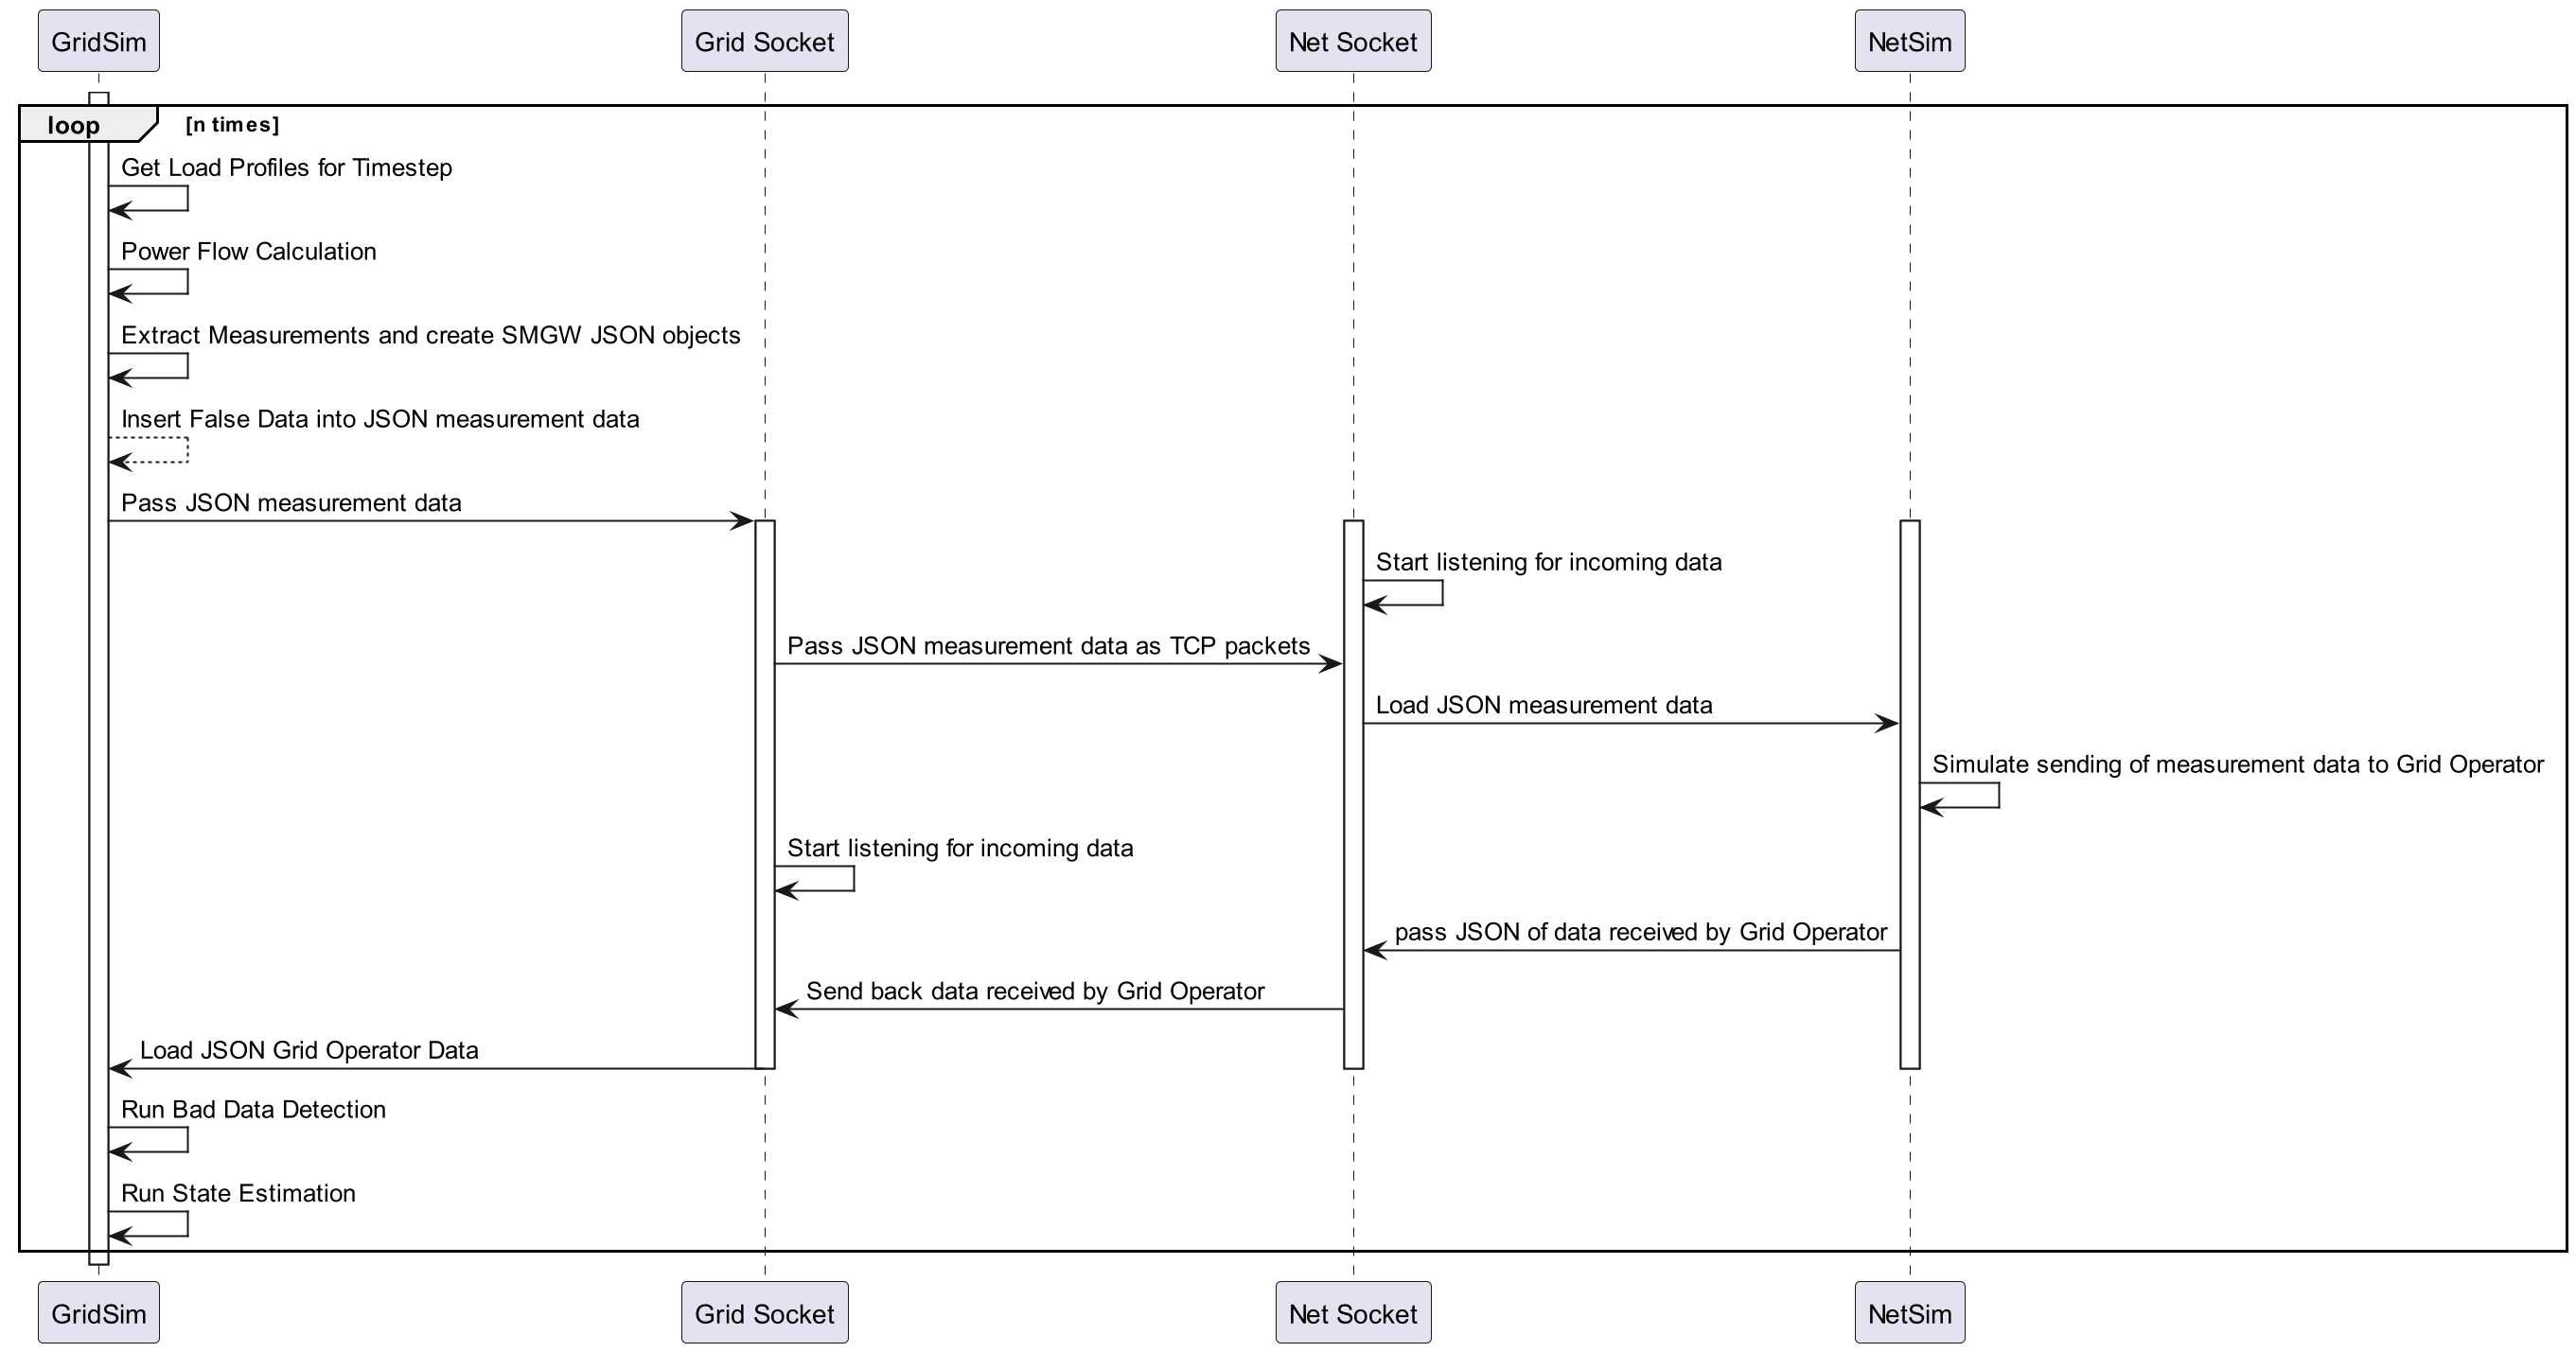 GridSim
Grid Socket
Net Socket
NetSim
loop
[n times]
Get Load Profiles for Timestep
Power Flow Calculation
Extract Measurements and create SMGW JSON objects
Insert False Data into JSON measurement data
Pass JSON measurement data
Start listening for incoming data
Pass JSON measurement data as TCP packets
Load JSON measurement data
Simulate sending of measurement data to Grid Operator
Start listening for incoming data
pass JSON of data received by Grid Operator
Send back data received by Grid Operator
Load JSON Grid Operator Data
Run Bad Data Detection
Run State Estimation
GridSim
Grid Socket
Net Socket
NetSim